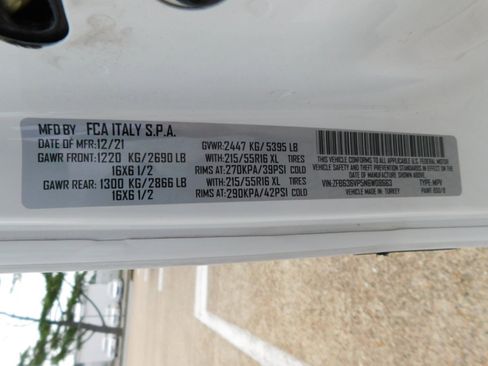 MFD BY FCA ITALY S.P.A.
DATE OF MFR: 12/21 GVWR: 2447 KG/ 5395 LB
GAWR FRONT: 1220 KG/2690 LB WITH: 215/55R16 XL TIRES
16X6 1/2 RIMS AT: 270KPA/39PSI COLD
GAWR REAR: 1300 KG/2866 LB WITH: 215/55R16 XL TIRES
16X6 1/2 RIMS AT: 290KPA/42PSI COLD
THIS VEHICLE CONFORMS TO ALL APPLICABLE U.S. FEDERAL MOTOR
VEHICLE SAFETY AND THEFT PREVENTION STANDARDS IN EFFECT
ON THE DATE OF MANUFACTURE SHOWN ABOVE.
TYPE: MPV
VEHICLE MADE IN: TURKEY